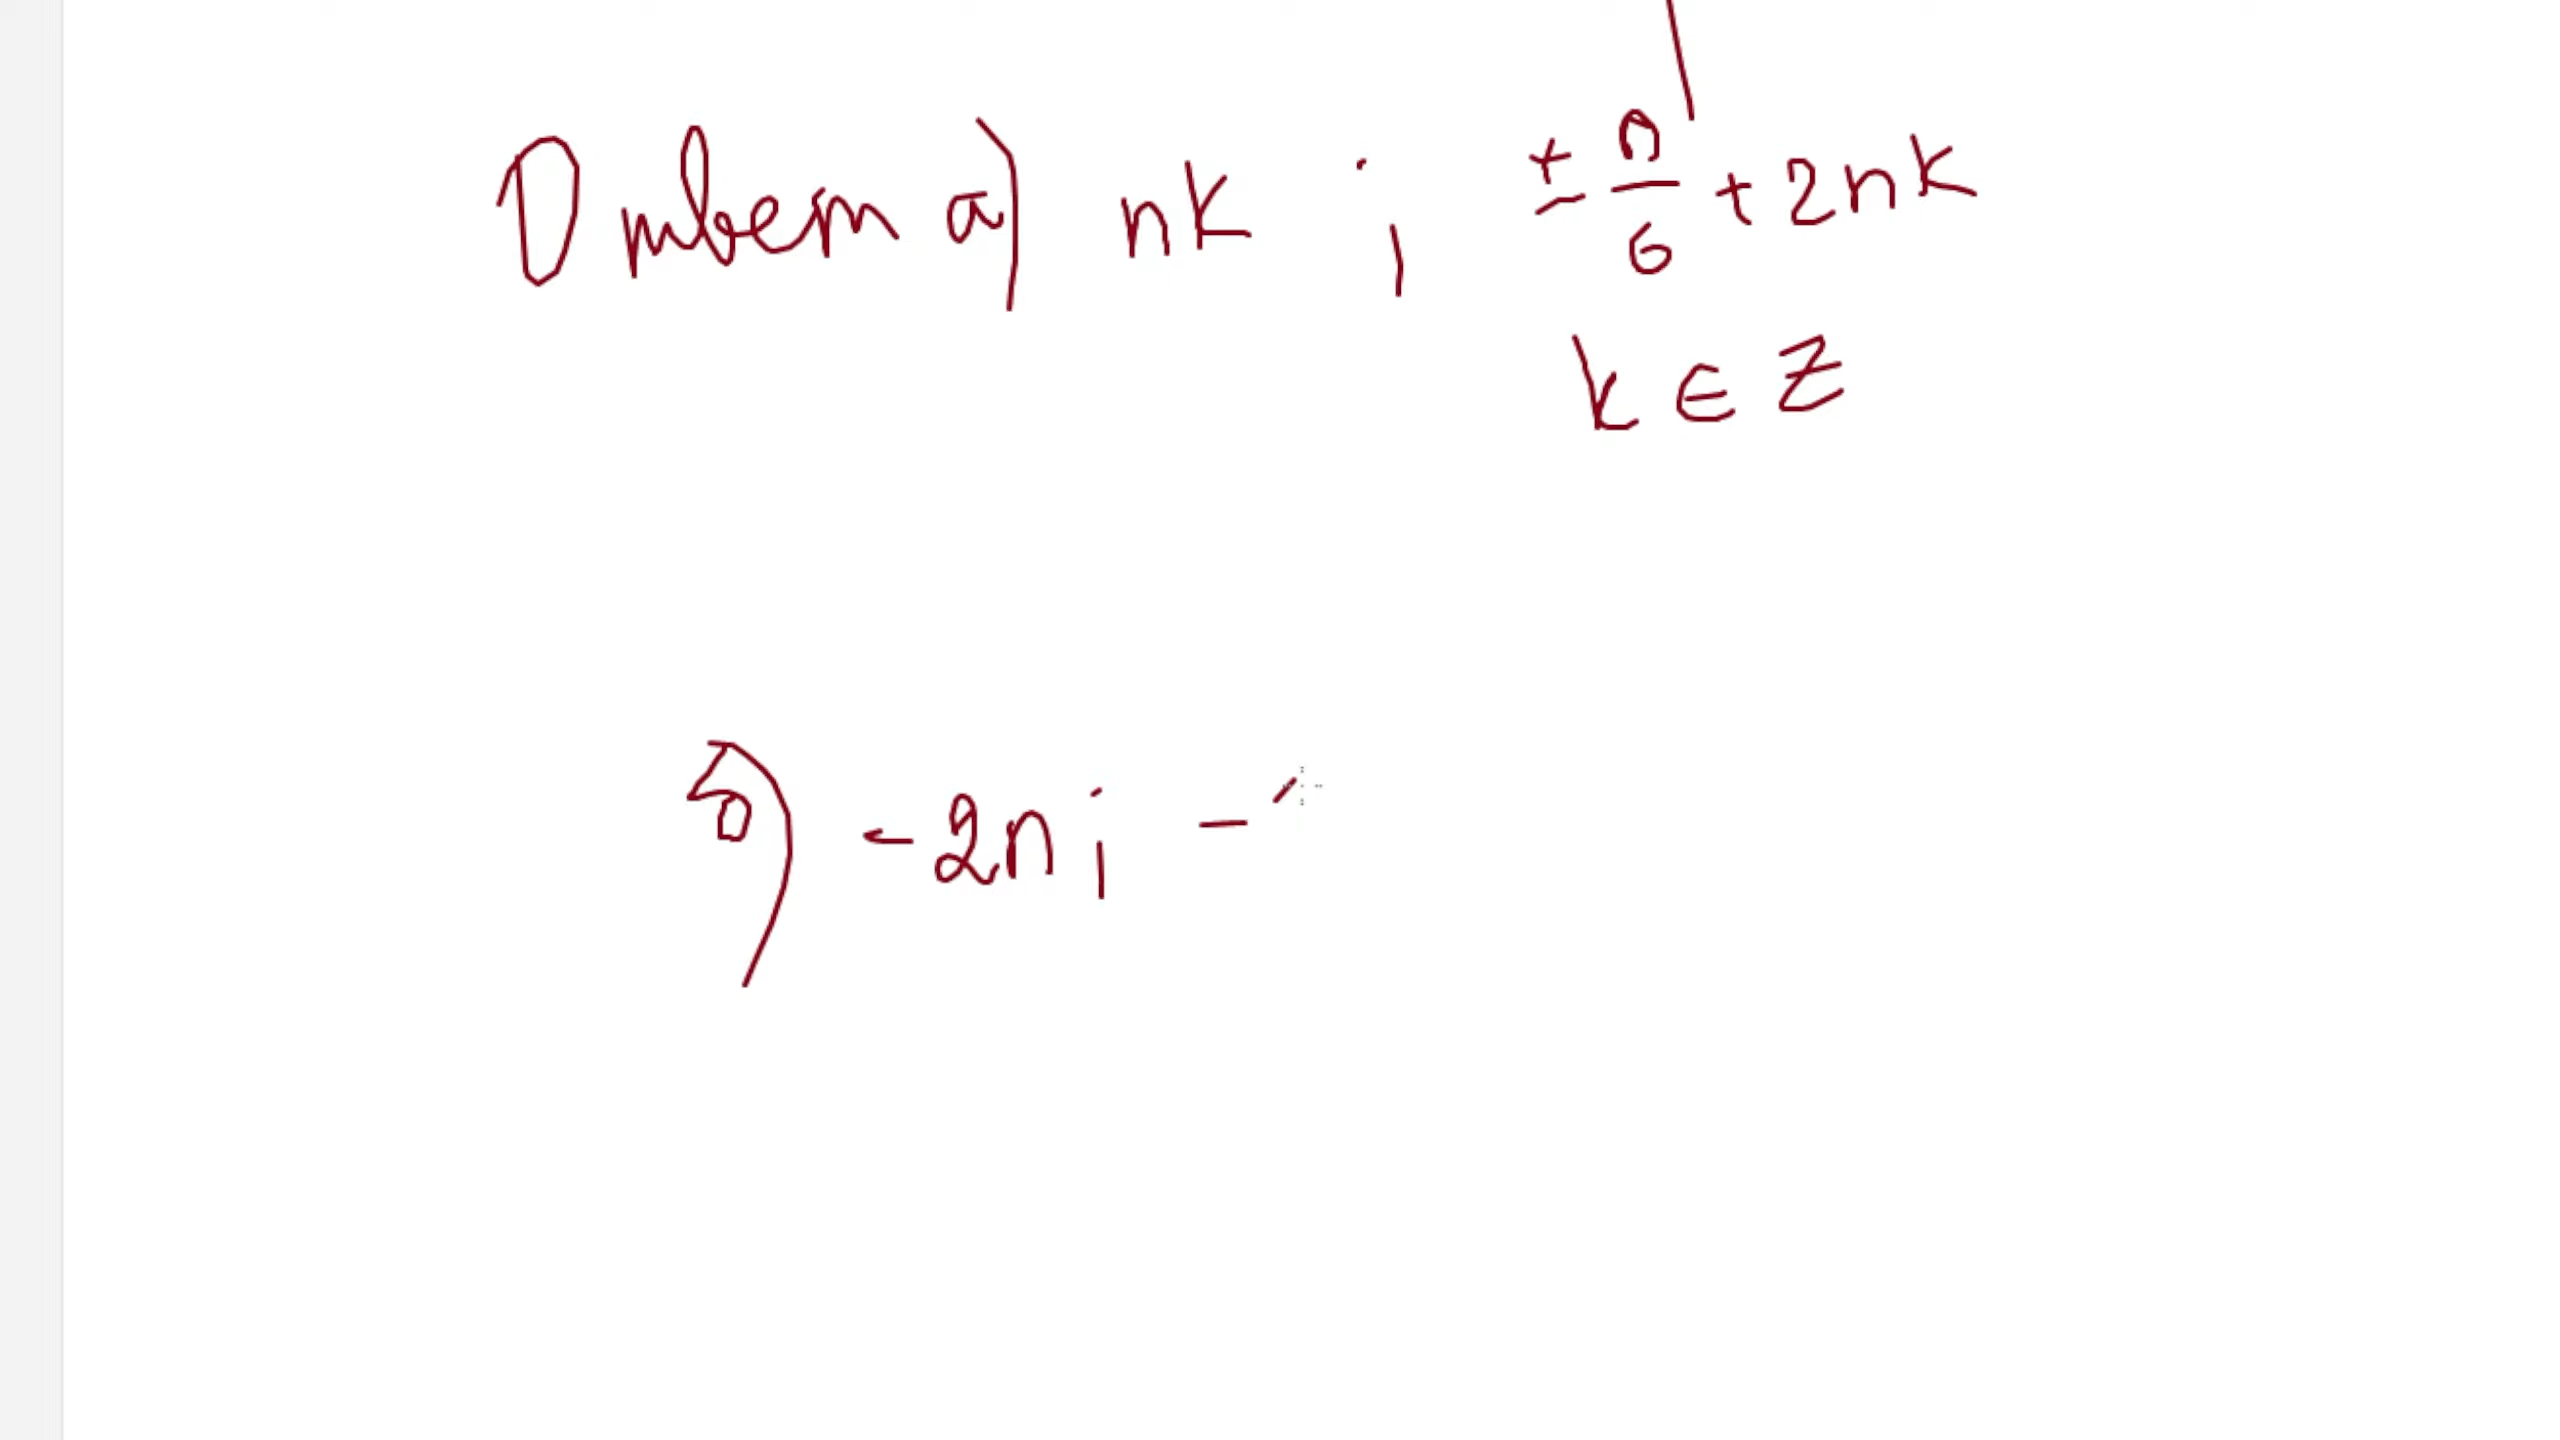 Ответ а) πk ; ± π/6 + 2πk
k ∈ Z
б) -2π ; -